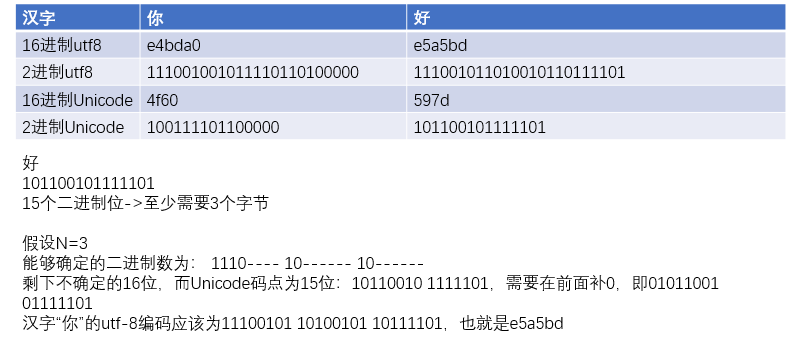 汉字 你 好
16进制utf8 e4bda0 e5a5bd
2进制utf8 111001001011110110100000 111001011010010110111101
16进制Unicode 4f60 597d
2进制Unicode 100111101100000 101100101111101
好
101100101111101
15个二进制位->至少需要3个字节
假设N=3
能够确定的二进制数为： 1110---- 10------ 10------
剩下不确定的16位，而Unicode码点为15位：10110010 1111101，需要在前面补0，即01011001
01111101
汉字“你”的utf-8编码应该为11100101 10100101 10111101，也就是e5a5bd